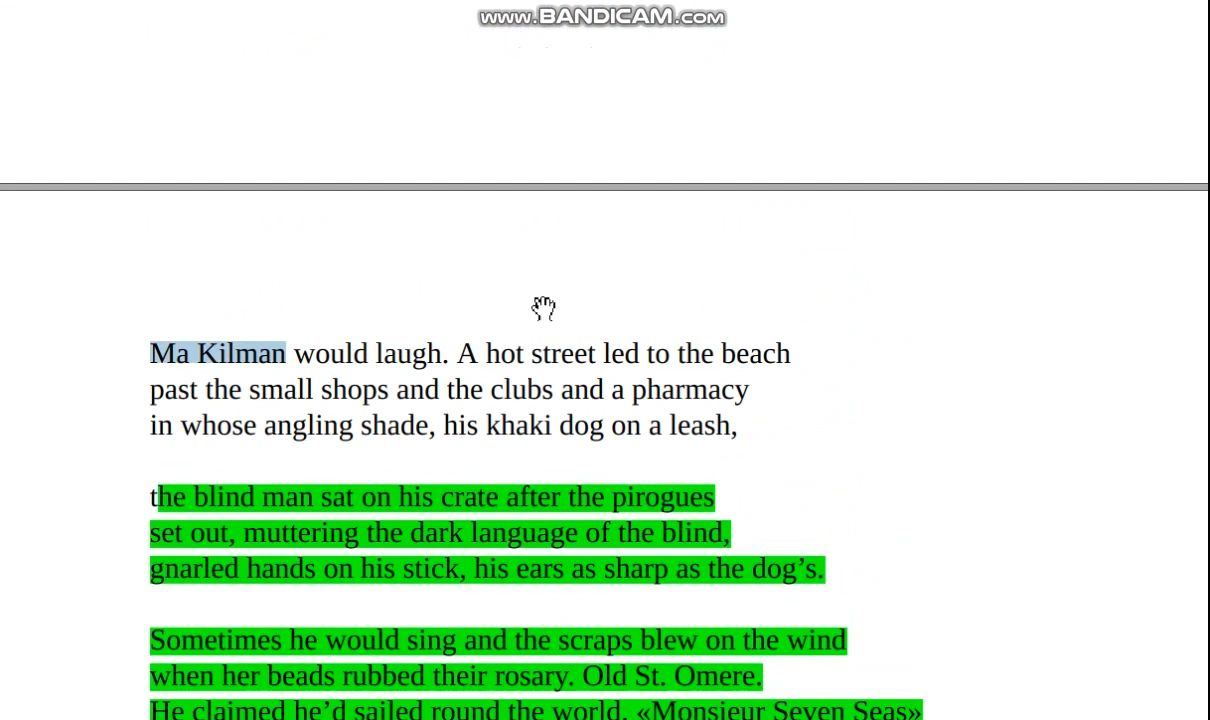 www.BANDICAM.com
Ma Kilman would laugh. A hot street led to the beach
past the small shops and the clubs and a pharmacy
in whose angling shade, his khaki dog on a leash,
the blind man sat on his crate after the pirogues
set out, muttering the dark language of the blind,
gnarled hands on his stick, his ears as sharp as the dog’s.
Sometimes he would sing and the scraps blew on the wind
when her beads rubbed their rosary. Old St. Omere.
He claimed he’d sailed round the world. «Monsieur Seven Seas»